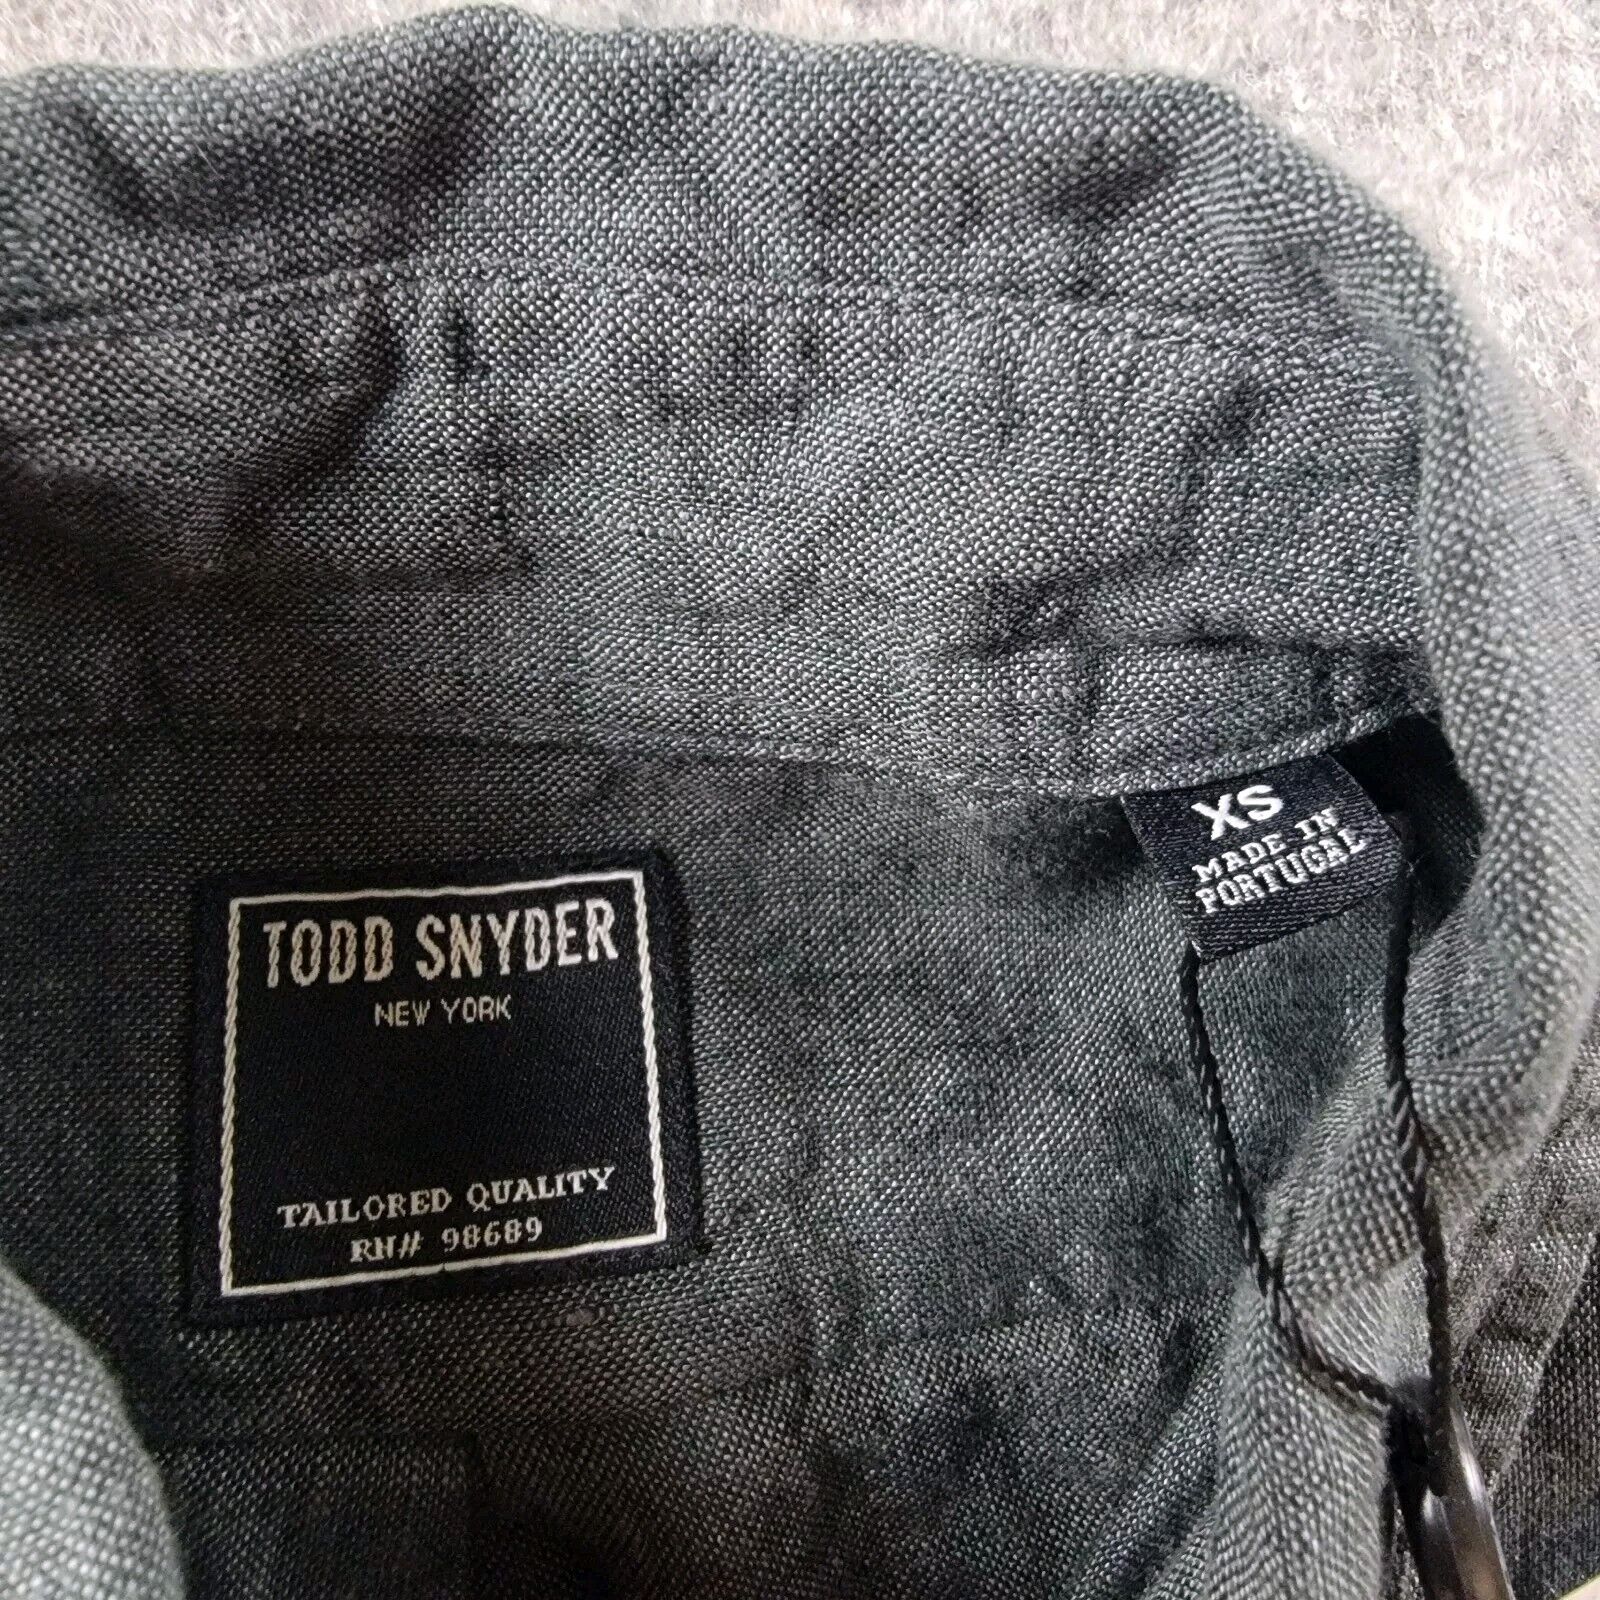 TODD SNYDER
NEW YORK
TAILORED QUALITY
RN# 98689
XS
MADE IN
PORTUGAL